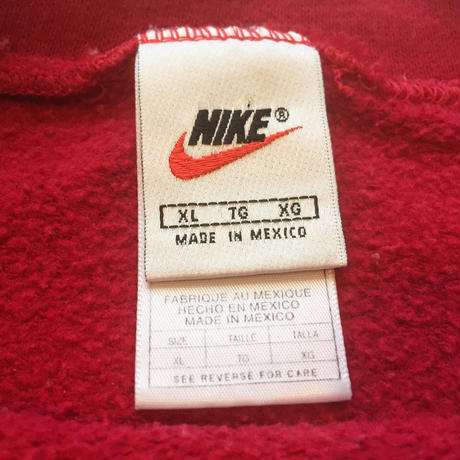 NIKE®
XL TG XG
MADE IN MEXICO
FABRIQUE AU MEXIQUE
HECHO EN MÉXICO
MADE IN MEXICO
SIZE TAILLE TALLA
XL TG XG
SEE REVERSE FOR CARE